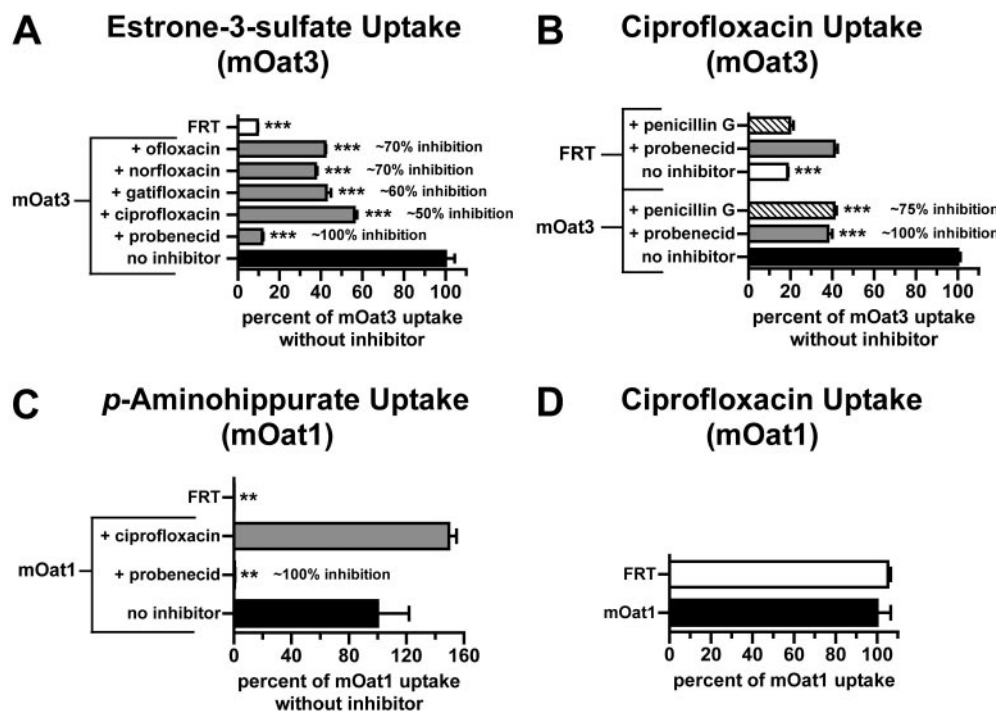 A
Estrone-3-sulfate Uptake
(mOat3)
FRT
***
+ ofloxacin
*** ~70% inhibition
+ norfloxacin
*** ~70% inhibition
mOat3
+ gatifloxacin
*** ~60% inhibition
+ ciprofloxacin
*** ~50% inhibition
+ probenecid
*** ~100% inhibition
no inhibitor
0 20 40 60 80 100
percent of mOat3 uptake
without inhibitor
B
Ciprofloxacin Uptake
(mOat3)
+ penicillin G
FRT
+ probenecid
no inhibitor
***
+ penicillin G
*** ~75% inhibition
mOat3
+ probenecid
*** ~100% inhibition
no inhibitor
0 20 40 60 80 100
percent of mOat3 uptake
without inhibitor
C
p-Aminohippurate Uptake
(mOat1)
FRT
**
+ ciprofloxacin
mOat1
+ probenecid
** ~100% inhibition
no inhibitor
0 40 80 120 160
percent of mOat1 uptake
without inhibitor
D
Ciprofloxacin Uptake
(mOat1)
FRT
mOat1
0 20 40 60 80 100
percent of mOat1 uptake